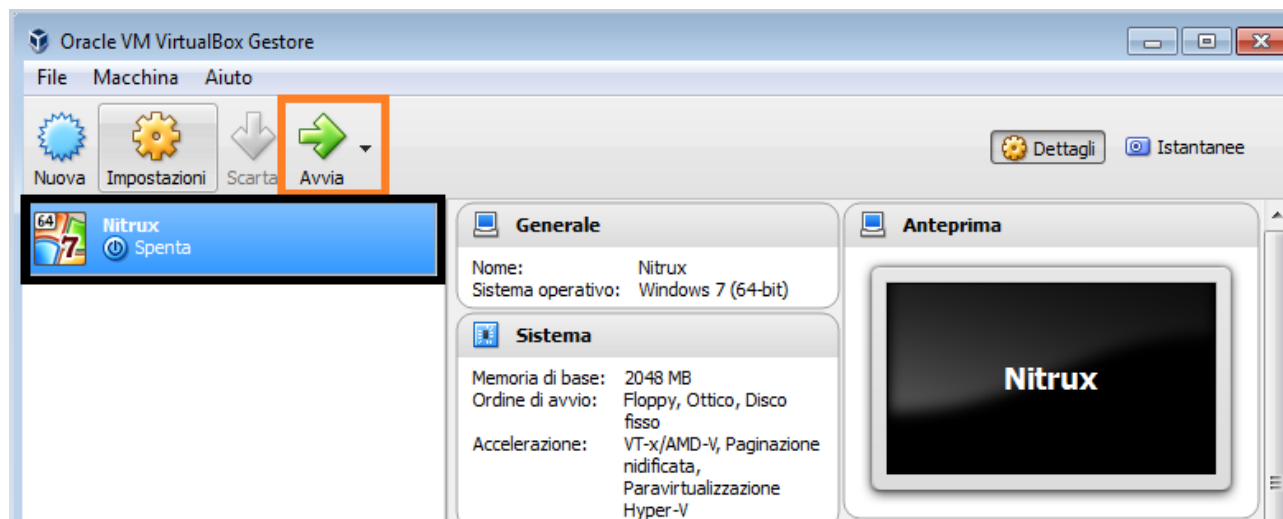 Oracle VM VirtualBox Gestore
File Macchina Aiuto
Nuova Impostazioni Scarta Avvia
Dettagli Istantanee
64 7 Nitrux
Spenta
Generale
Nome: Nitrux
Sistema operativo: Windows 7 (64-bit)
Sistema
Memoria di base: 2048 MB
Ordine di avvio: Floppy, Ottico, Disco
fisso
Accelerazione: VT-x/AMD-V, Paginazione
nidificata,
Paravirtualizzazione
Hyper-V
Anteprima
Nitrux